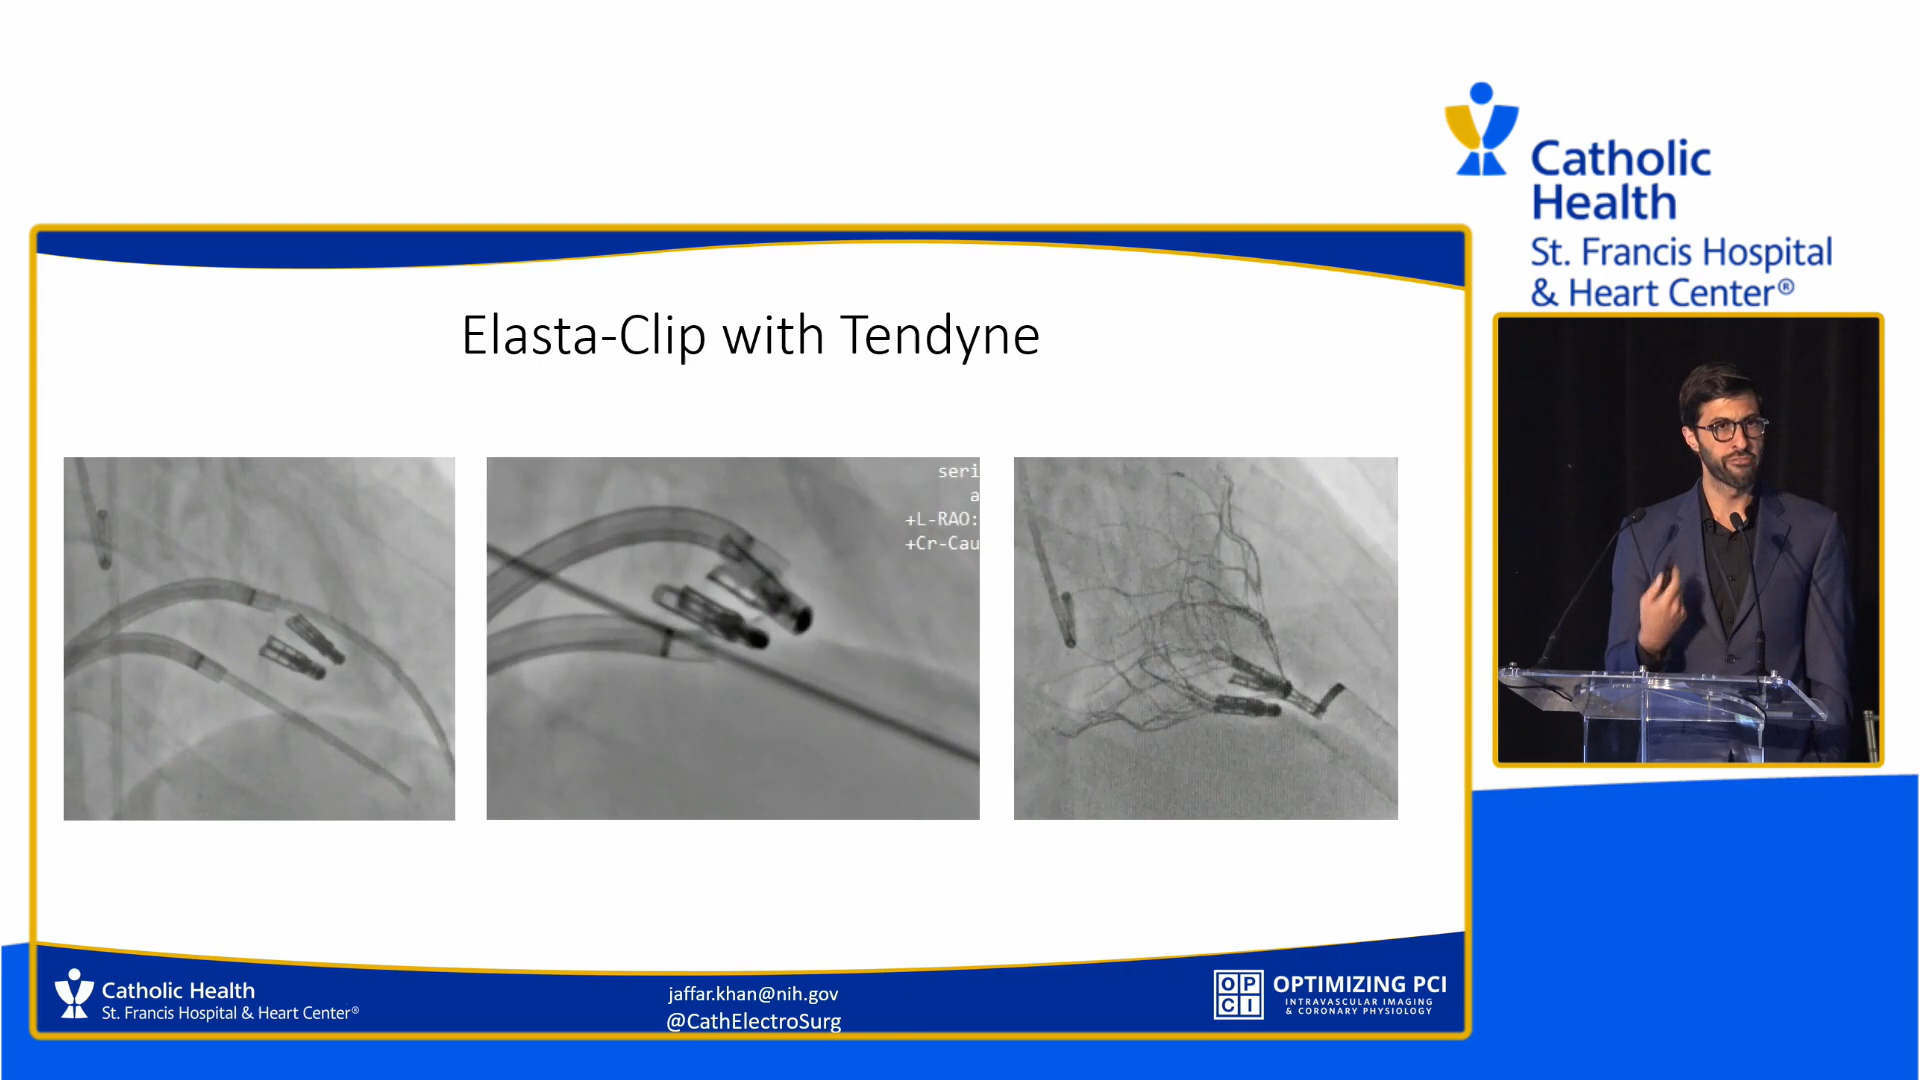 Catholic
Health
St. Francis Hospital
& Heart Center®
Elasta-Clip with Tendyne
seri
a
+L-RAO:
+Cr-Cau
Catholic Health
St. Francis Hospital & Heart Center®
jaffar.khan@nih.gov
@CathElectroSurg
OP
CI
OPTIMIZING PCI
INTRAVASCULAR IMAGING
& CORONARY PHYSIOLOGY